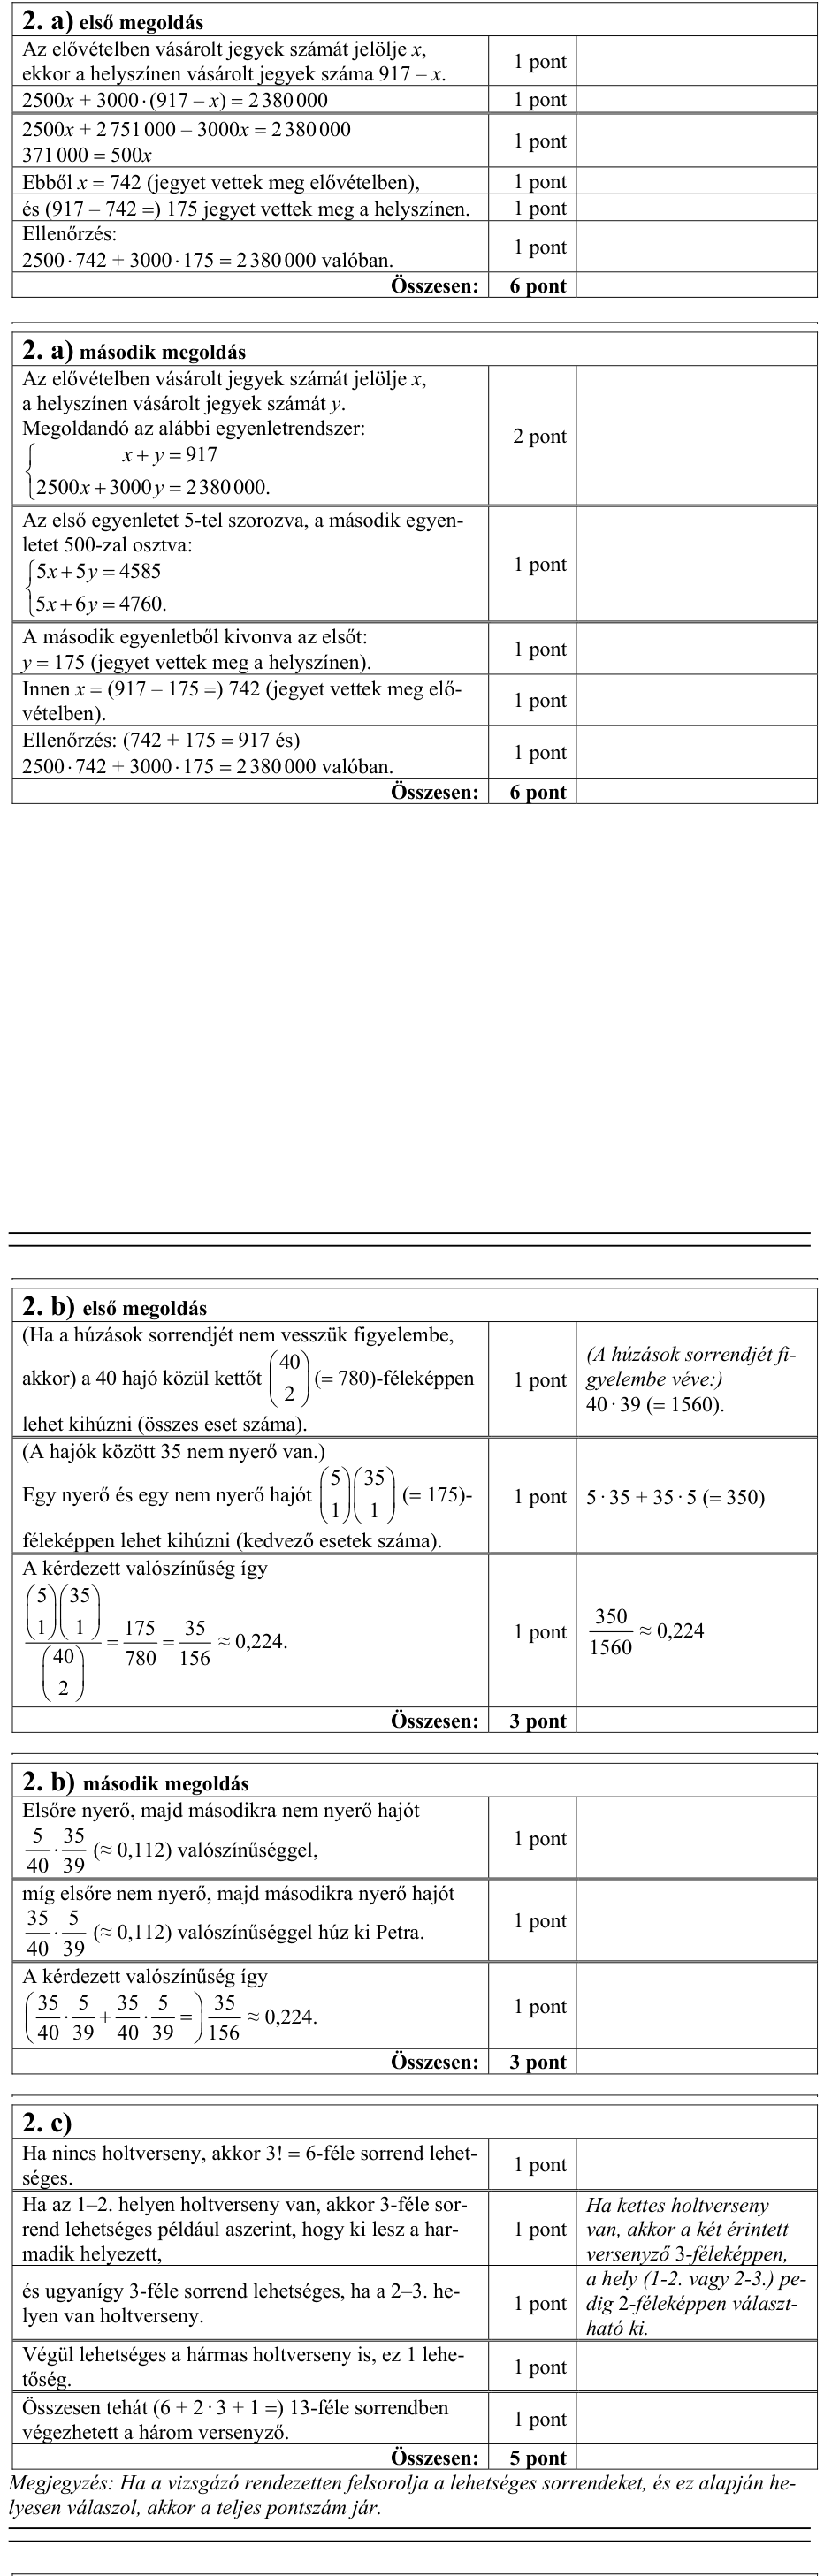 2. a) első megoldás
Az elővételben vásárolt jegyek számát jelölje x,
ekkor a helyszínen vásárolt jegyek száma 917 – x.
1 pont
2500x + 3000 · (917 – x) = 2 380 000
1 pont
2500x + 2 751 000 – 3000x = 2 380 000
371 000 = 500x
1 pont
Ebből x = 742 (jegyet vettek meg elővételben),
1 pont
és (917 – 742 =) 175 jegyet vettek meg a helyszínen.
1 pont
Ellenőrzés:
2500 · 742 + 3000 · 175 = 2 380 000 valóban.
1 pont
Összesen: 6 pont
2. a) második megoldás
Az elővételben vásárolt jegyek számát jelölje x,
a helyszínen vásárolt jegyek számát y.
Megoldandó az alábbi egyenletrendszer:
x + y = 917
2500x + 3000y = 2 380 000.
2 pont
Az első egyenletet 5-tel szorozva, a második egyen-
letet 500-zal osztva:
5x + 5y = 4585
5x + 6y = 4760.
1 pont
A második egyenletből kivonva az elsőt:
y = 175 (jegyet vettek meg a helyszínen).
1 pont
Innen x = (917 – 175 =) 742 (jegyet vettek meg elő-
vételben).
1 pont
Ellenőrzés: (742 + 175 = 917 és)
2500 · 742 + 3000 · 175 = 2 380 000 valóban.
1 pont
Összesen: 6 pont
2. b) első megoldás
(Ha a húzások sorrendjét nem vesszük figyelembe,
akkor) a 40 hajó közül kettőt (40 2) (= 780)-féleképpen
lehet kihúzni (összes eset száma).
1 pont
(A húzások sorrendjét fi-
gyelembe véve:)
40 · 39 (= 1560).
(A hajók között 35 nem nyerő van.)
Egy nyerő és egy nem nyerő hajót (5 1)(35 1) (= 175)-
féleképpen lehet kihúzni (kedvező esetek száma).
1 pont
5 · 35 + 35 · 5 (= 350)
A kérdezett valószínűség így
(5 1)(35 1)/(40 2) = 175/780 = 35/156 ≈ 0,224.
1 pont
350/1560 ≈ 0,224
Összesen: 3 pont
2. b) második megoldás
Elsőre nyerő, majd másodikra nem nyerő hajót
5/40 · 35/39 (≈ 0,112) valószínűséggel,
1 pont
míg elsőre nem nyerő, majd másodikra nyerő hajót
35/40 · 5/39 (≈ 0,112) valószínűséggel húz ki Petra.
1 pont
A kérdezett valószínűség így
(35/40 · 5/39 + 35/40 · 5/39 =) 35/156 ≈ 0,224.
1 pont
Összesen: 3 pont
2. c)
Ha nincs holtverseny, akkor 3! = 6-féle sorrend lehet-
séges.
1 pont
Ha az 1–2. helyen holtverseny van, akkor 3-féle sor-
rend lehetséges például aszerint, hogy ki lesz a har-
madik helyezett,
1 pont
Ha kettes holtverseny
van, akkor a két érintett
versenyző 3-féleképpen,
és ugyanígy 3-féle sorrend lehetséges, ha a 2–3. he-
lyen van holtverseny.
1 pont
a hely (1-2. vagy 2-3.) pe-
dig 2-féleképpen választ-
ható ki.
Végül lehetséges a hármas holtverseny is, ez 1 lehe-
tőség.
1 pont
Összesen tehát (6 + 2 · 3 + 1 =) 13-féle sorrendben
végezhetett a három versenyző.
1 pont
Összesen: 5 pont
Megjegyzés: Ha a vizsgázó rendezetten felsorolja a lehetséges sorrendeket, és ez alapján he-
lyesen válaszol, akkor a teljes pontszám jár.